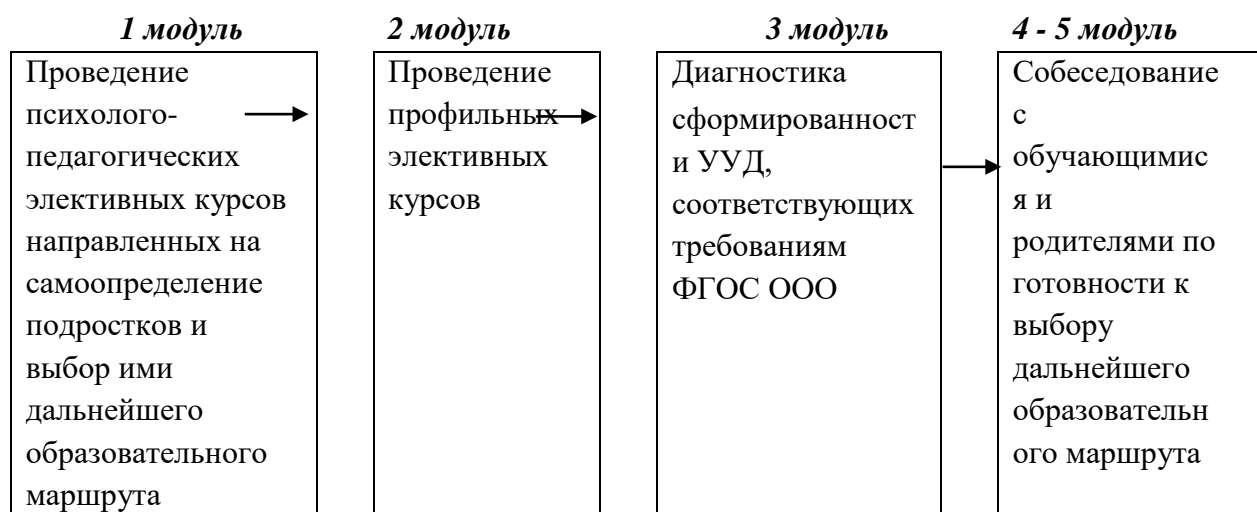 1 модуль
Проведение
психолого-
педагогических
элективных курсов
направленных на
самоопределение
подростков и
выбор ими
дальнейшего
образовательного
маршрута
2 модуль
Проведение
профильных
элективных
курсов
3 модуль
Диагностика
сформированност
и УУД,
соответствующих
требованиям
ФГОС ООО
4 - 5 модуль
Собеседование
с
обучающимис
я и
родителями по
готовности к
выбору
дальнейшего
образовательн
ого маршрута